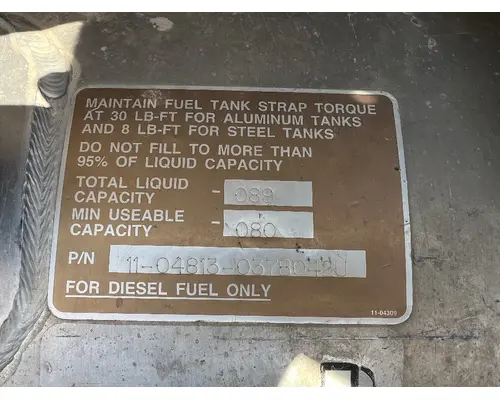 MAINTAIN FUEL TANK STRAP TORQUE
AT 30 LB-FT FOR ALUMINUM TANKS
AND 8 LB-FT FOR STEEL TANKS
DO NOT FILL TO MORE THAN
95% OF LIQUID CAPACITY
TOTAL LIQUID
CAPACITY - 089
MIN USEABLE
CAPACITY - 080
P/N 11-04813-03780420
FOR DIESEL FUEL ONLY
11-04309